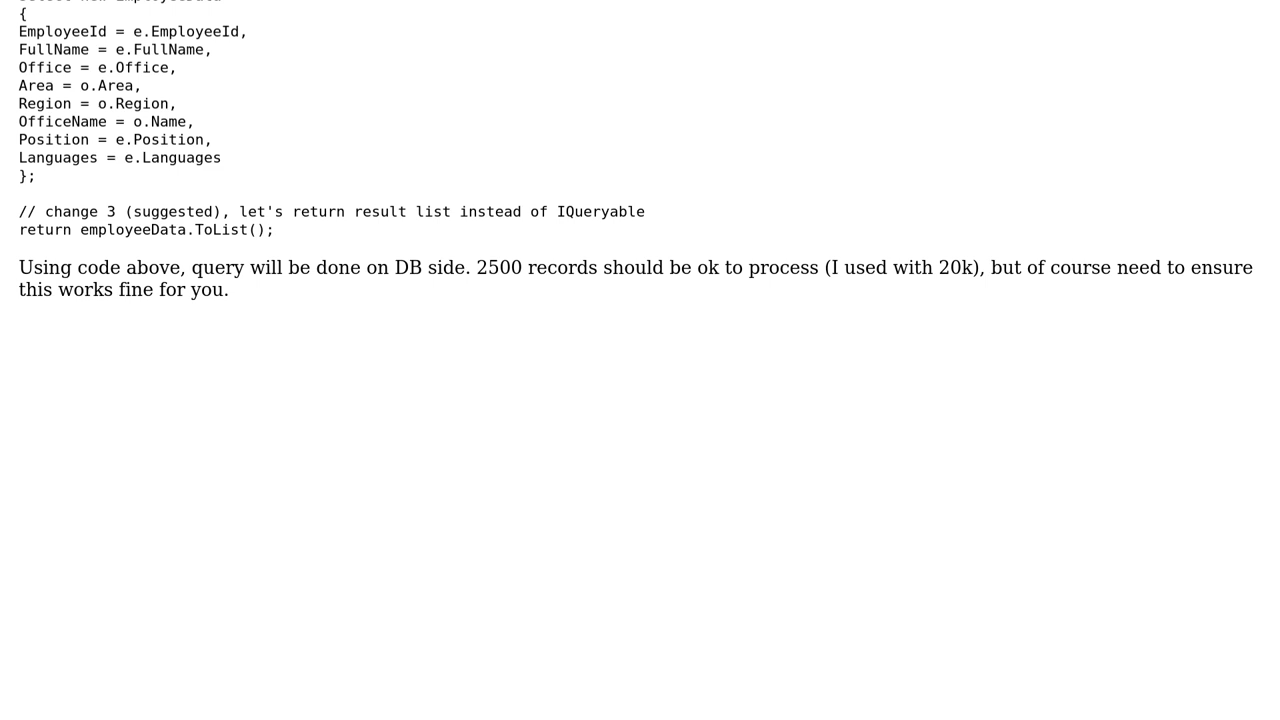 {
EmployeeId = e.EmployeeId,
FullName = e.FullName,
Office = e.Office,
Area = o.Area,
Region = o.Region,
OfficeName = o.Name,
Position = e.Position,
Languages = e.Languages
};
// change 3 (suggested), let's return result list instead of IQueryable
return employeeData.ToList();
Using code above, query will be done on DB side. 2500 records should be ok to process (I used with 20k), but of course need to ensure
this works fine for you.